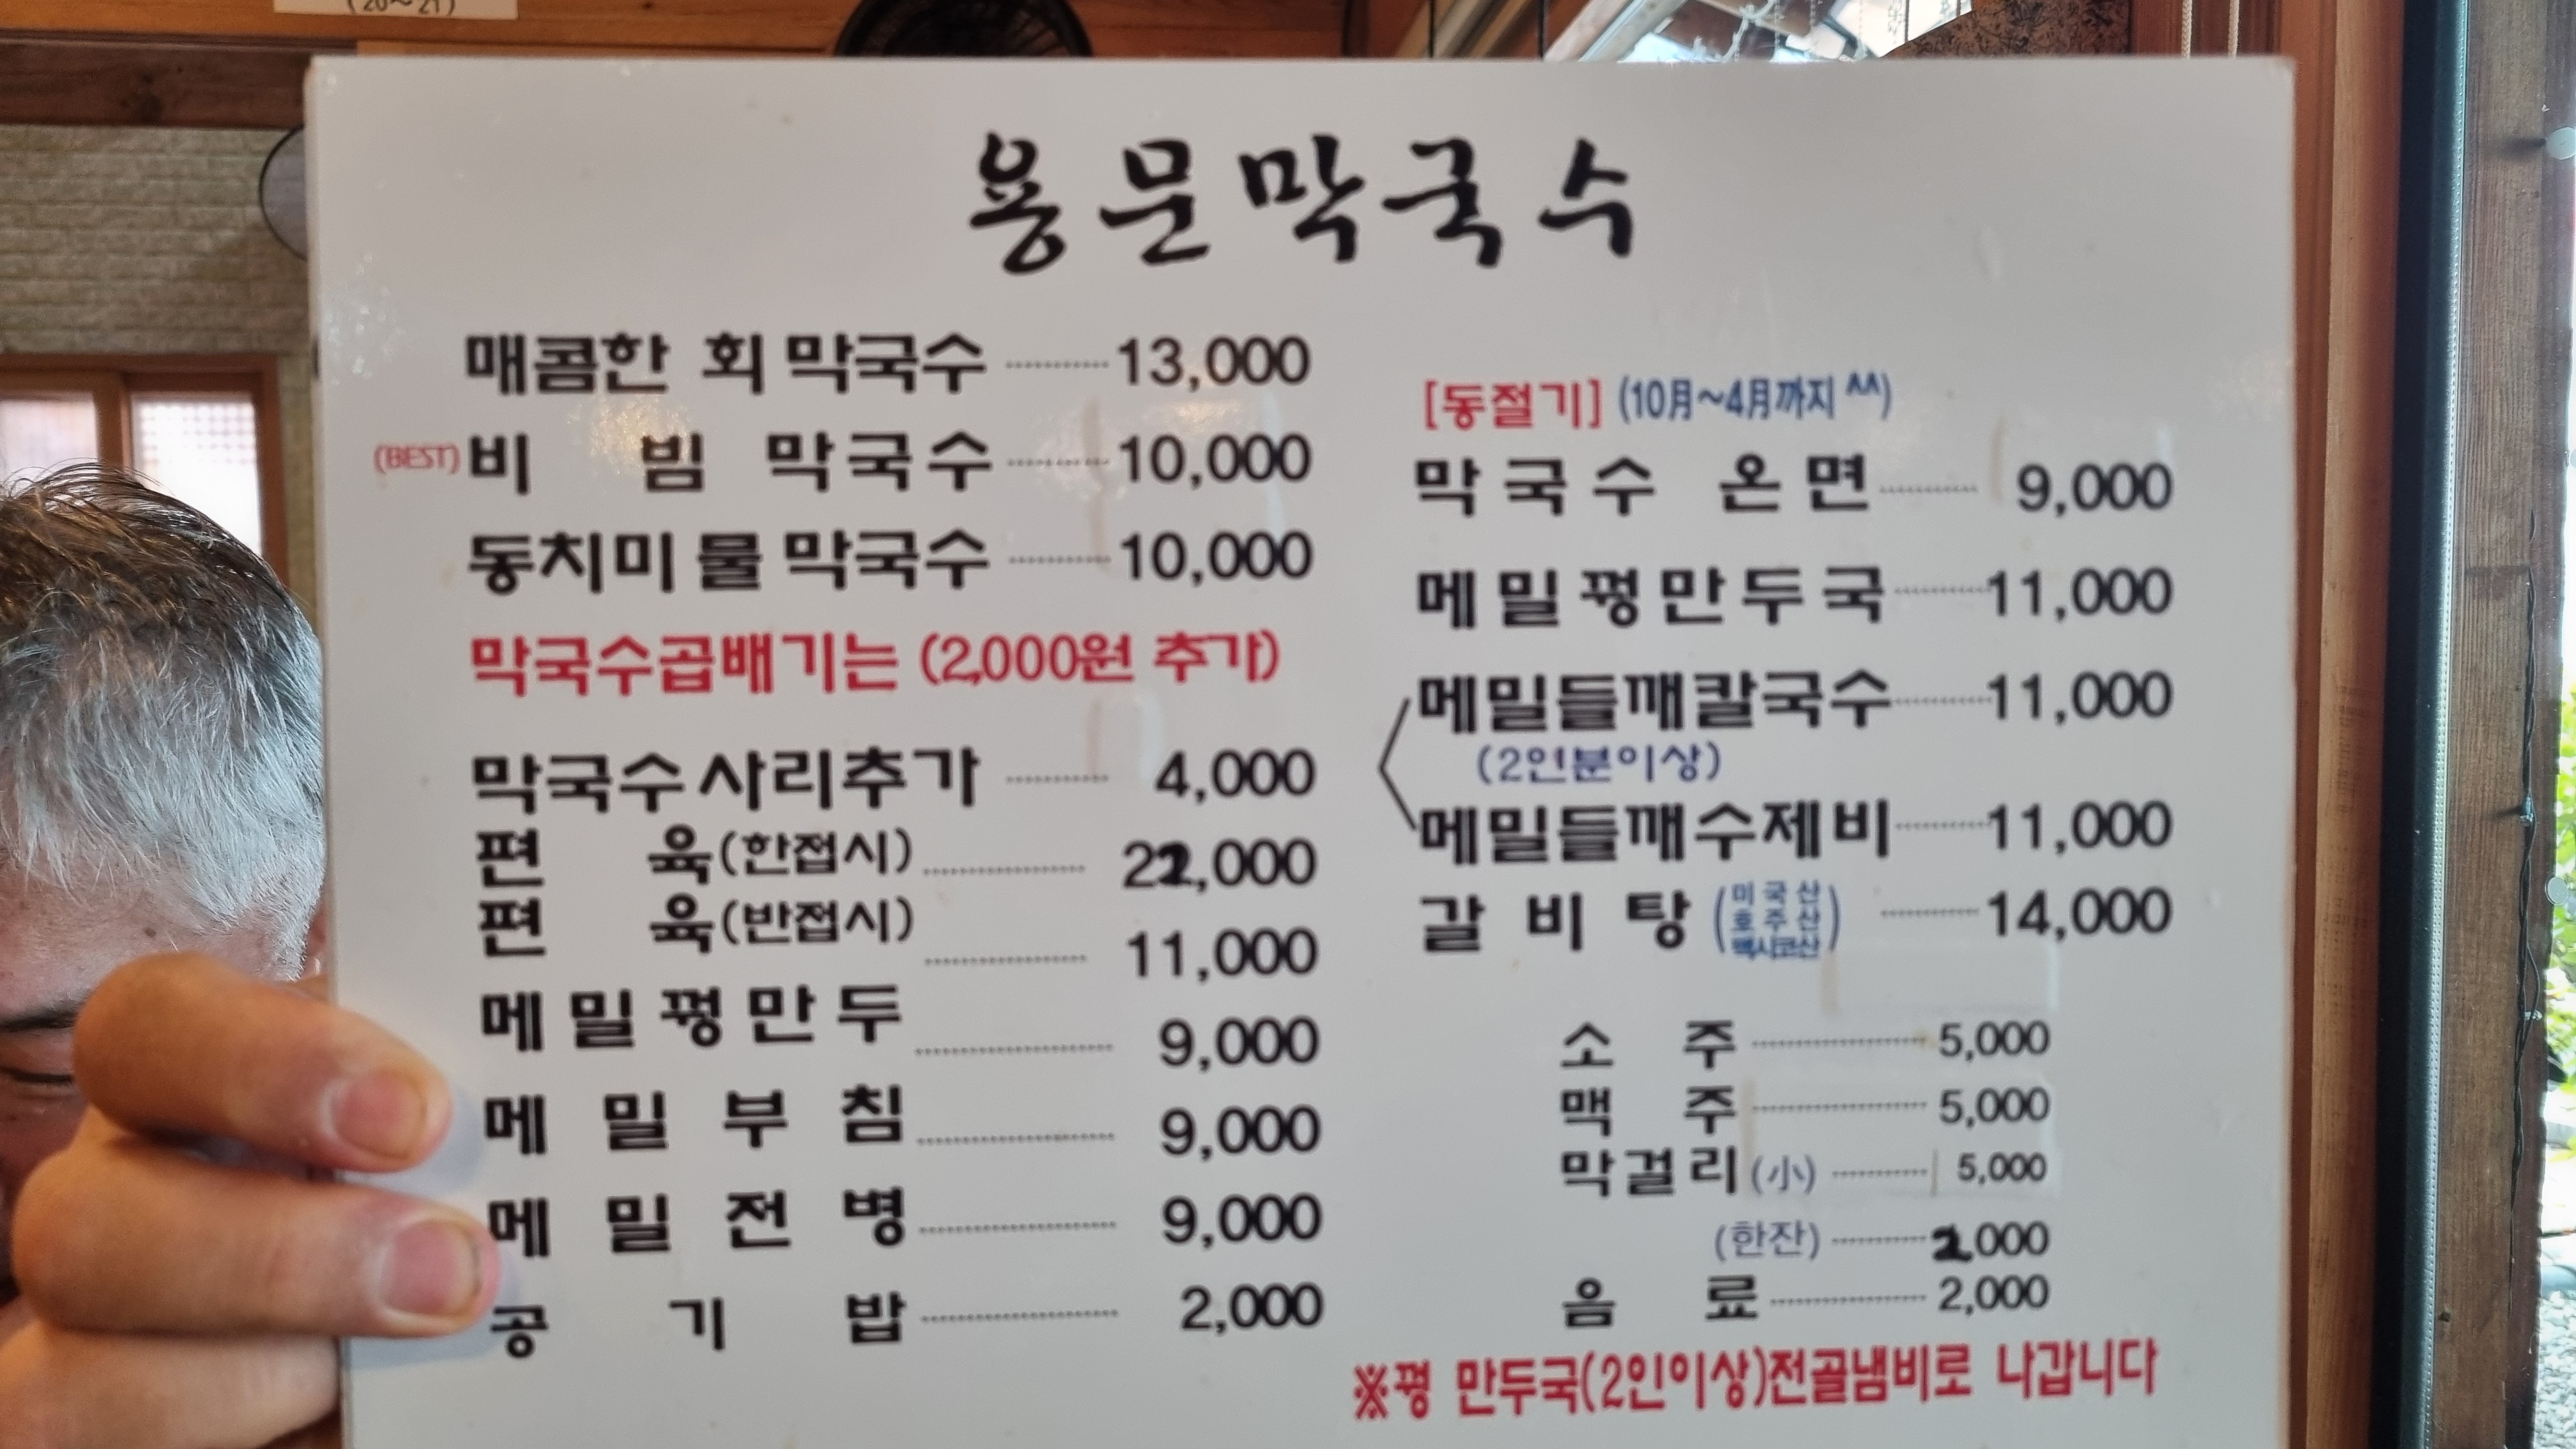 (20~21)
용문막국수
매콤한 회 막국수 13,000
(BEST) 비 빔 막국수 10,000
동치미 물 막국수 10,000
막국수곱배기는 (2,000원 추가)
막국수사리추가 4,000
편 육(한접시) 22,000
편 육(반접시) 11,000
메밀꿩만두 9,000
메밀부침 9,000
메밀전병 9,000
공기밥 2,000
[동절기] (10月~4月까지 ^^)
막국수 온면 9,000
메밀꿩만두국 11,000
메밀들깨칼국수 11,000
(2인분이상)
메밀들깨수제비 11,000
갈비탕 (미국산 호주산 멕시코산) 14,000
소주 5,000
맥주 5,000
막걸리(小) 5,000
(한잔) 2,000
음료 2,000
※꿩 만두국(2인이상)전골냄비로 나갑니다